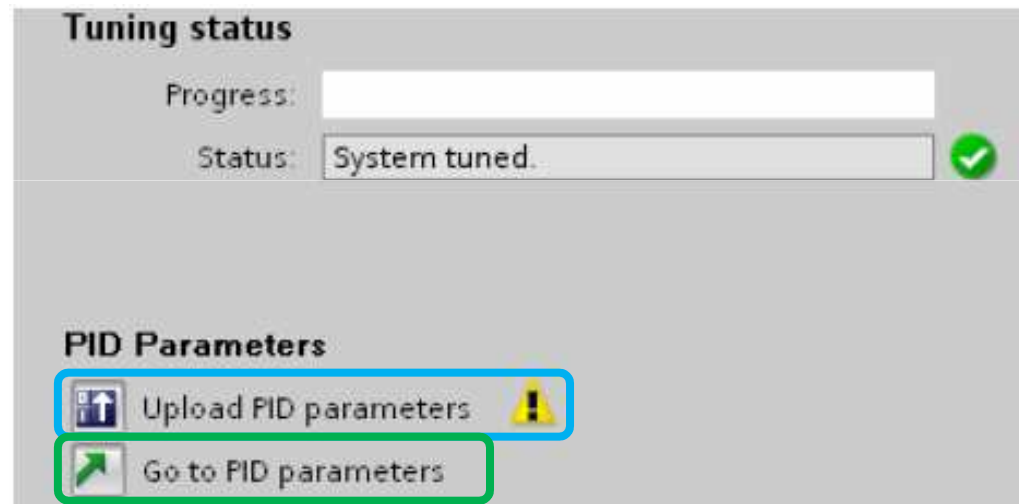 Tuning status
Progress:
Status: System tuned.
PID Parameters
Upload PID parameters
Go to PID parameters